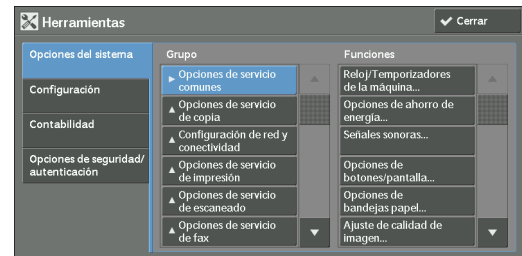 Herramientas
Cerrar
Opciones del sistema
Configuración
Contabilidad
Opciones de seguridad/
autenticación
Grupo
Opciones de servicio
comunes
Opciones de servicio
de copia
Configuración de red y
conectividad
Opciones de servicio
de impresión
Opciones de servicio
de escaneado
Opciones de servicio
de fax
Funciones
Reloj/Temporizadores
de la máquina...
Opciones de ahorro de
energía...
Señales sonoras...
Opciones de
botones/pantalla...
Opciones de
bandejas papel...
Ajuste de calidad de
imagen...